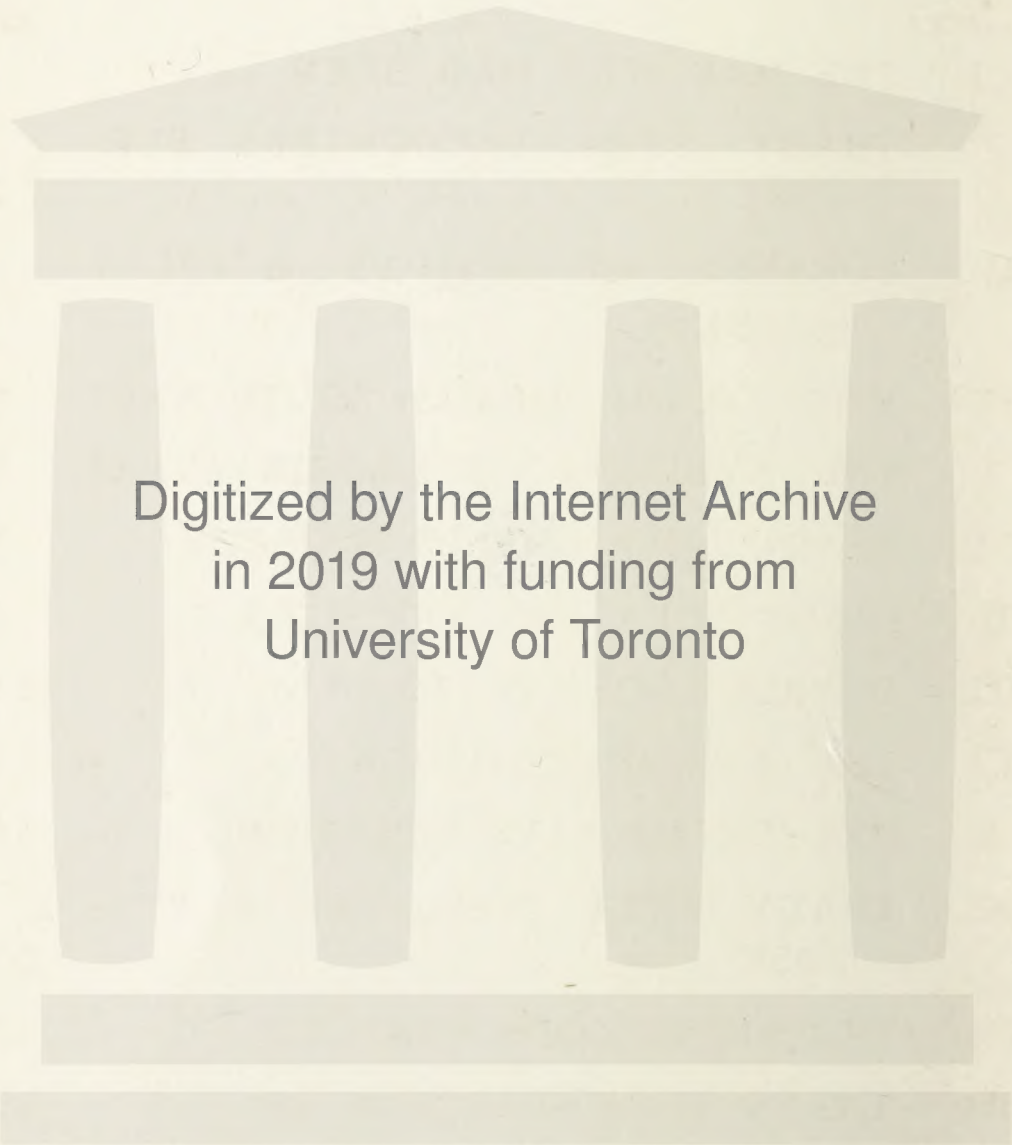 Digitized by the Internet Archive
in 2019 with funding from
University of Toronto